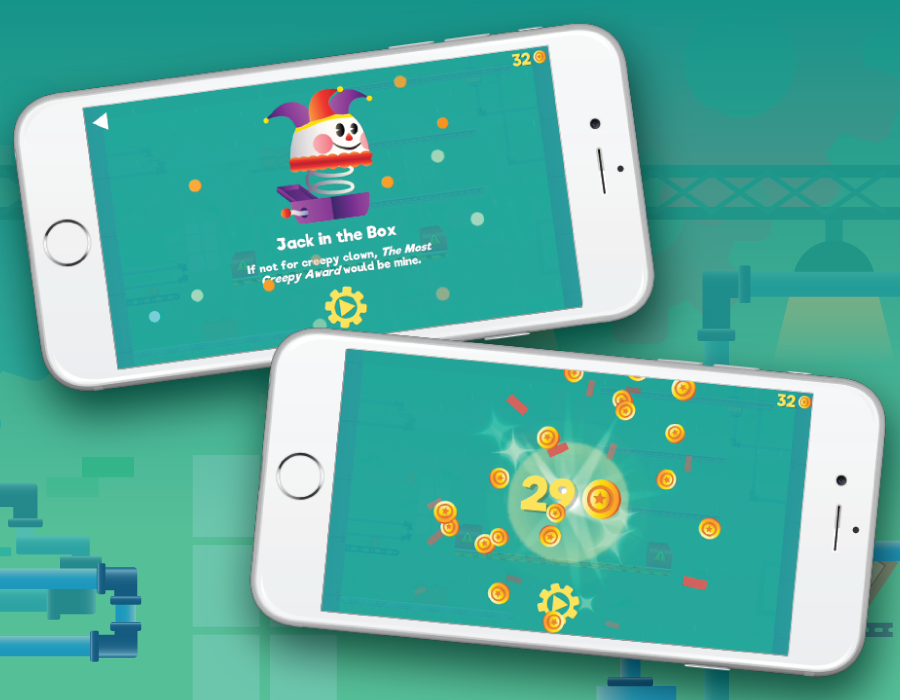 32
Jack in the Box
If not for creepy clown, The Most
Creepy Award would be mine.
32
29